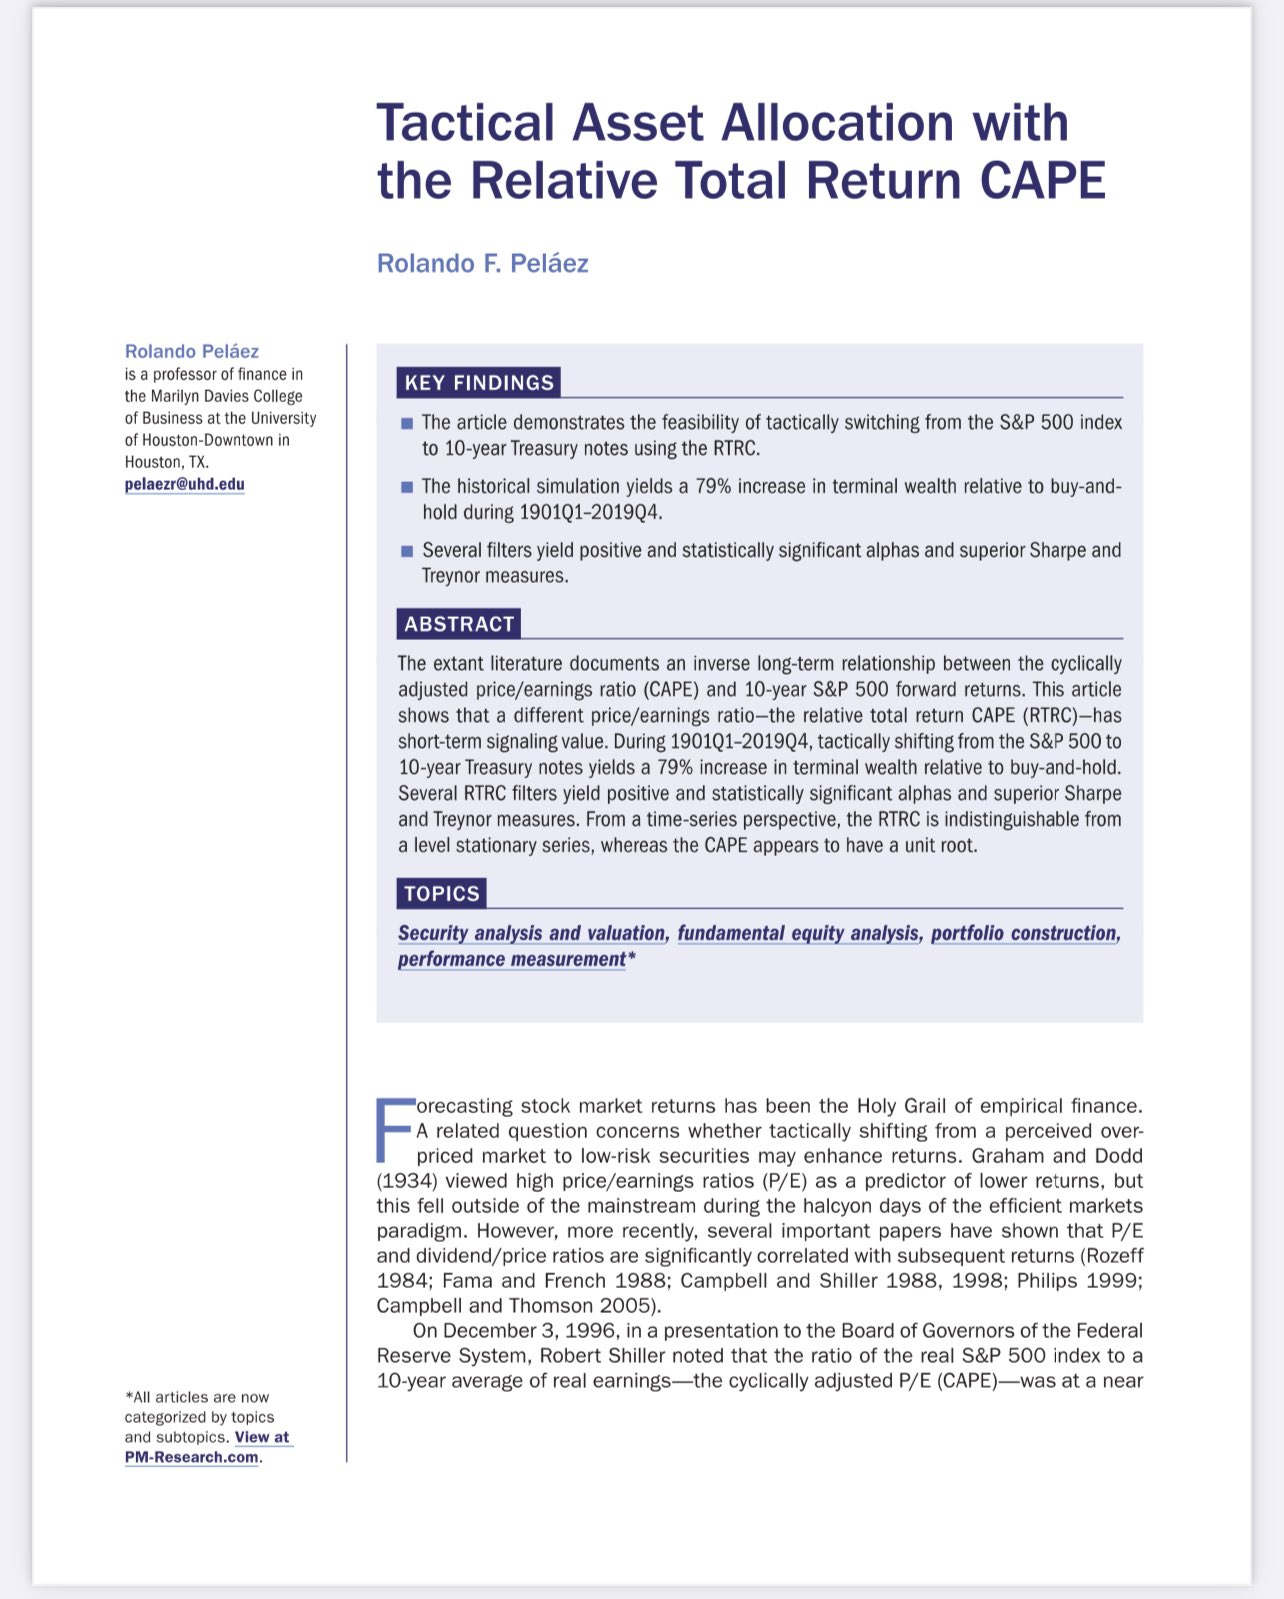 Tactical Asset Allocation with
the Relative Total Return CAPE
Rolando F. Peláez
Rolando Peláez
is a professor of finance in
the Marilyn Davies College
of Business at the University
of Houston-Downtown in
Houston, TX.
pelaezr@uhd.edu
KEY FINDINGS
■ The article demonstrates the feasibility of tactically switching from the S&P 500 index
to 10-year Treasury notes using the RTRC.
■ The historical simulation yields a 79% increase in terminal wealth relative to buy-and-
hold during 1901Q1–2019Q4.
■ Several filters yield positive and statistically significant alphas and superior Sharpe and
Treynor measures.
ABSTRACT
The extant literature documents an inverse long-term relationship between the cyclically
adjusted price/earnings ratio (CAPE) and 10-year S&P 500 forward returns. This article
shows that a different price/earnings ratio—the relative total return CAPE (RTRC)—has
short-term signaling value. During 1901Q1–2019Q4, tactically shifting from the S&P 500 to
10-year Treasury notes yields a 79% increase in terminal wealth relative to buy-and-hold.
Several RTRC filters yield positive and statistically significant alphas and superior Sharpe
and Treynor measures. From a time-series perspective, the RTRC is indistinguishable from
a level stationary series, whereas the CAPE appears to have a unit root.
TOPICS
Security analysis and valuation, fundamental equity analysis, portfolio construction,
performance measurement*
Forecasting stock market returns has been the Holy Grail of empirical finance.
A related question concerns whether tactically shifting from a perceived over-
priced market to low-risk securities may enhance returns. Graham and Dodd
(1934) viewed high price/earnings ratios (P/E) as a predictor of lower returns, but
this fell outside of the mainstream during the halcyon days of the efficient markets
paradigm. However, more recently, several important papers have shown that P/E
and dividend/price ratios are significantly correlated with subsequent returns (Rozeff
1984; Fama and French 1988; Campbell and Shiller 1988, 1998; Philips 1999;
Campbell and Thomson 2005).
On December 3, 1996, in a presentation to the Board of Governors of the Federal
Reserve System, Robert Shiller noted that the ratio of the real S&P 500 index to a
10-year average of real earnings—the cyclically adjusted P/E (CAPE)—was at a near
*All articles are now
categorized by topics
and subtopics. View at
PM-Research.com.